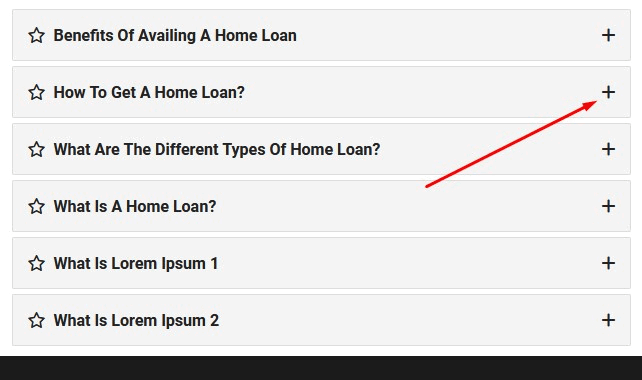 Benefits Of Availing A Home Loan
How To Get A Home Loan?
What Are The Different Types Of Home Loan?
What Is A Home Loan?
What Is Lorem Ipsum 1
What Is Lorem Ipsum 2